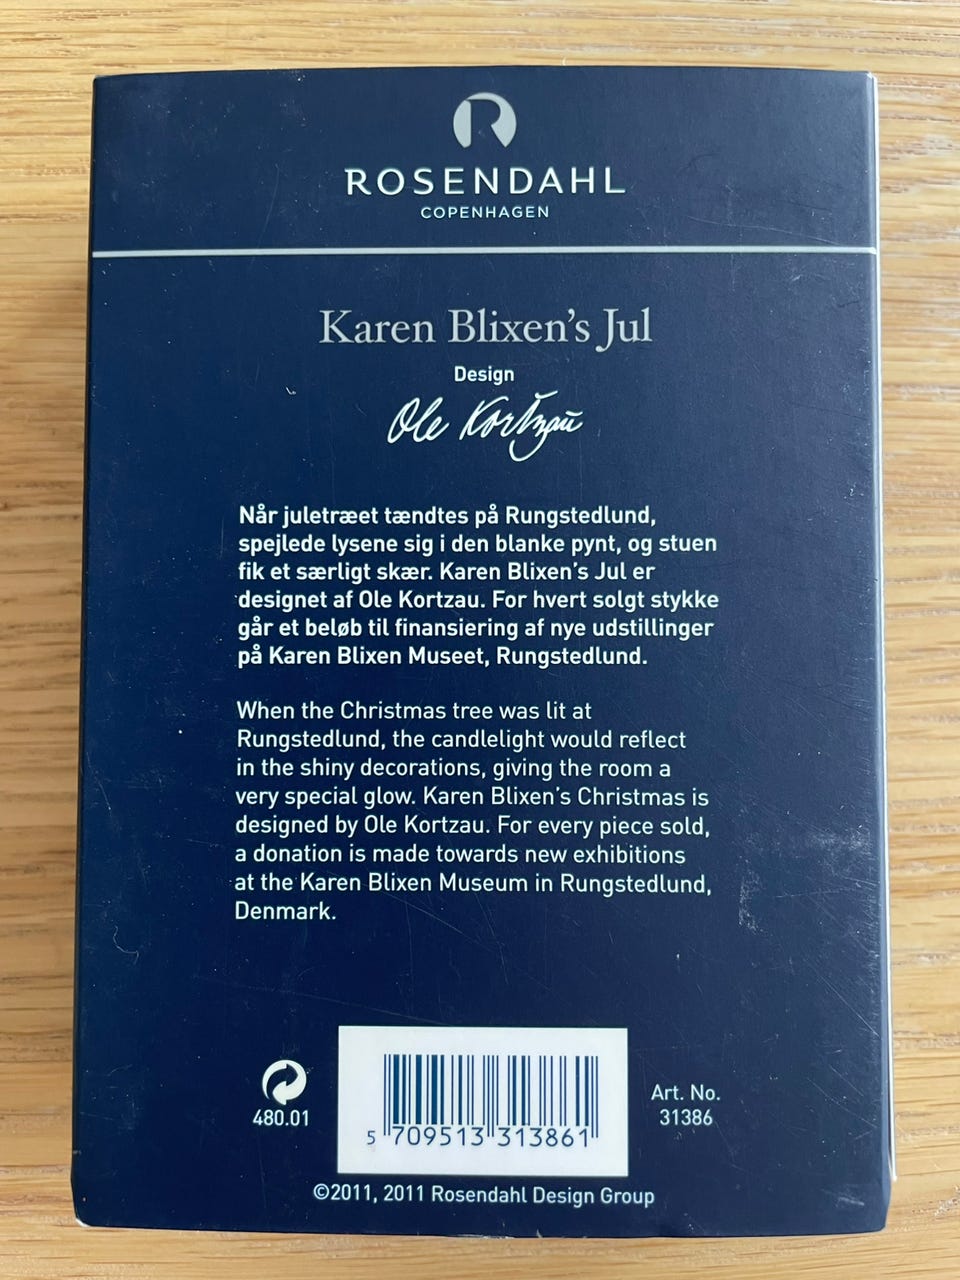 R
ROSENDAHL
COPENHAGEN
Karen Blixen's Jul
Design
Ole Kortzau
Når juletræet tændtes på Rungstedlund,
spejlede lysene sig i den blanke pynt, og stuen
fik et særligt skær. Karen Blixen's Jul er
designet af Ole Kortzau. For hvert solgt stykke
går et beløb til finansiering af nye udstillinger
på Karen Blixen Museet, Rungstedlund.
When the Christmas tree was lit at
Rungstedlund, the candlelight would reflect
in the shiny decorations, giving the room a
very special glow. Karen Blixen's Christmas is
designed by Ole Kortzau. For every piece sold,
a donation is made towards new exhibitions
at the Karen Blixen Museum in Rungstedlund,
Denmark.
480.01
5 709513 313861
Art. No.
31386
©2011, 2011 Rosendahl Design Group